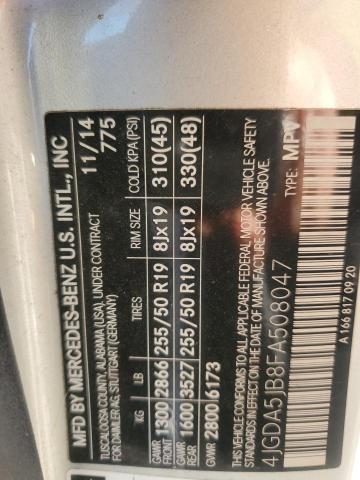 MFD BY MERCEDES-BENZ U.S. INTL., INC
TUSCALOOSA COUNTY, ALABAMA (USA), UNDER CONTRACT
FOR DAIMLER AG, STUTTGART (GERMANY)
11/14
775
KG LB TIRES RIM SIZE COLD KPA (PSI)
GAWR FRONT 1300 2866 255/50 R19 8Jx19 310(45)
GAWR REAR 1600 3527 255/50 R19 8Jx19 330(48)
GVWR 2800 6173
THIS VEHICLE CONFORMS TO ALL APPLICABLE FEDERAL MOTOR VEHICLE SAFETY
STANDARDS IN EFFECT ON THE DATE OF MANUFACTURE SHOWN ABOVE.
4JGDA5JB8FA508047 TYPE: MPV
A 166 817 09 20